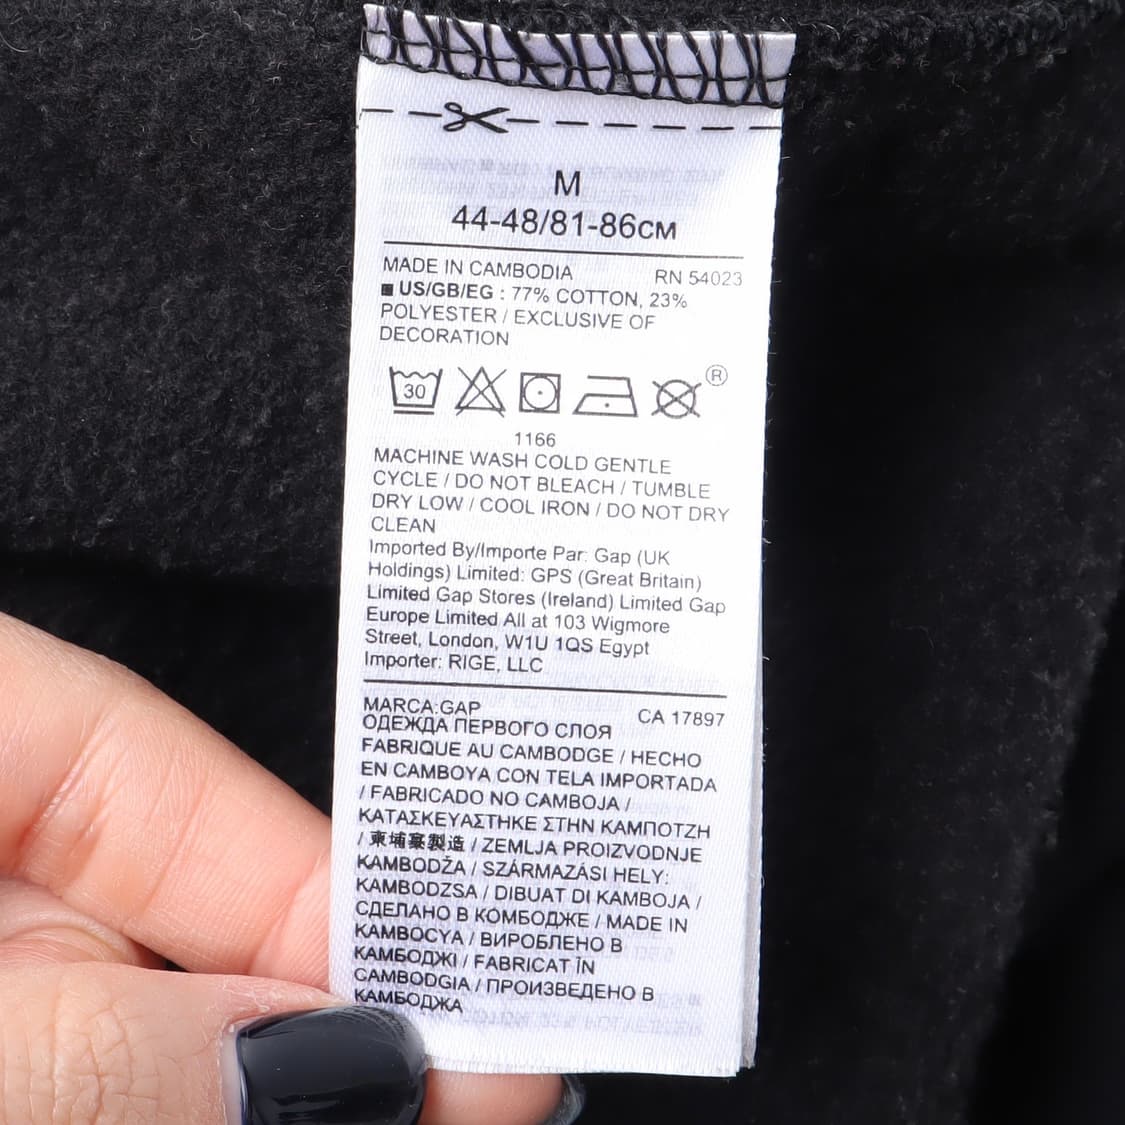 M
44-48/81-86см
MADE IN CAMBODIA RN 54023
■ US/GB/EG : 77% COTTON, 23%
POLYESTER / EXCLUSIVE OF
DECORATION
30
®
1166
MACHINE WASH COLD GENTLE
CYCLE / DO NOT BLEACH / TUMBLE
DRY LOW / COOL IRON / DO NOT DRY
CLEAN
Imported By/Importe Par: Gap (UK
Holdings) Limited: GPS (Great Britain)
Limited Gap Stores (Ireland) Limited Gap
Europe Limited All at 103 Wigmore
Street, London, W1U 1QS Egypt
Importer: RIGE, LLC
MARCA:GAP CA 17897
ОДЕЖДА ПЕРВОГО СЛОЯ
FABRIQUE AU CAMBODGE / HECHO
EN CAMBOYA CON TELA IMPORTADA
/ FABRICADO NO CAMBOJA /
ΚΑΤΑΣΚΕΥΑΣΤΗΚΕ ΣΤΗΝ ΚΑΜΠΟΤΖΗ
/ 柬埔寨製造 / ZEMLJA PROIZVODNJE
KAMBODŽA / SZÁRMAZÁSI HELY:
KAMBODZSA / DIBUAT DI KAMBOJA /
СДЕЛАНО В КОМБОДЖЕ / MADE IN
KAMBOCYA / ВИРОБЛЕНО В
КАМБОДЖІ / FABRICAT ÎN
CAMBODGIA / ПРОИЗВЕДЕНО В
КАМБОДЖА